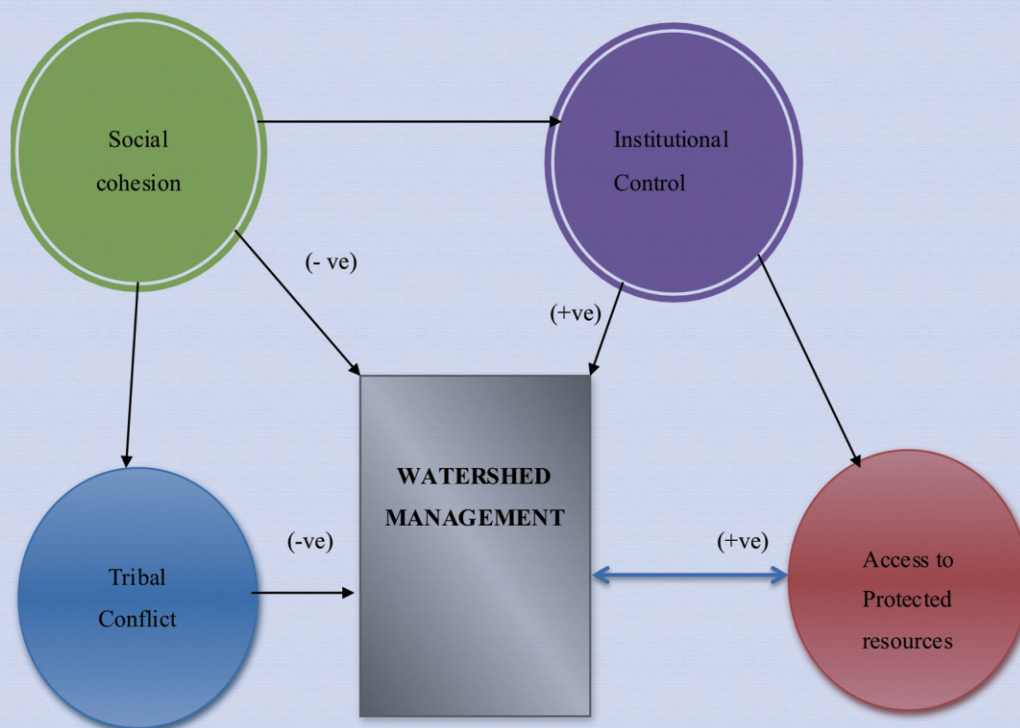 Social
cohesion
Institutional
Control
(- ve)
(+ve)
WATERSHED
MANAGEMENT
(-ve)
(+ve)
Tribal
Conflict
Access to
Protected
resources